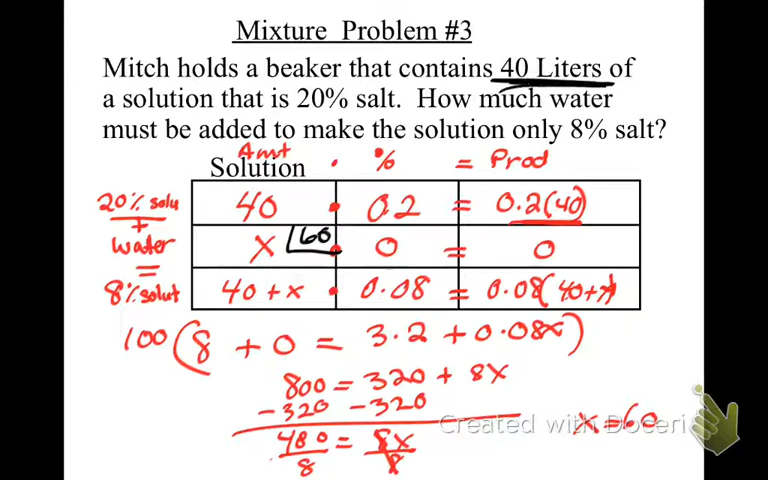 Mixture Problem #3
Mitch holds a beaker that contains 40 Liters of
a solution that is 20% salt. How much water
must be added to make the solution only 8% salt?
Amt · % = Prod
Solution
20% solu 40 · 0.2 = 0.2(40)
+
water x 60 · 0 = 0
=
8% solut 40+x · 0.08 = 0.08(40+x)
100(8 + 0 = 3.2 + 0.08x)
800 = 320 + 8x
-320 -320
480 = 8x
8 8
x=60
Created with Doceri